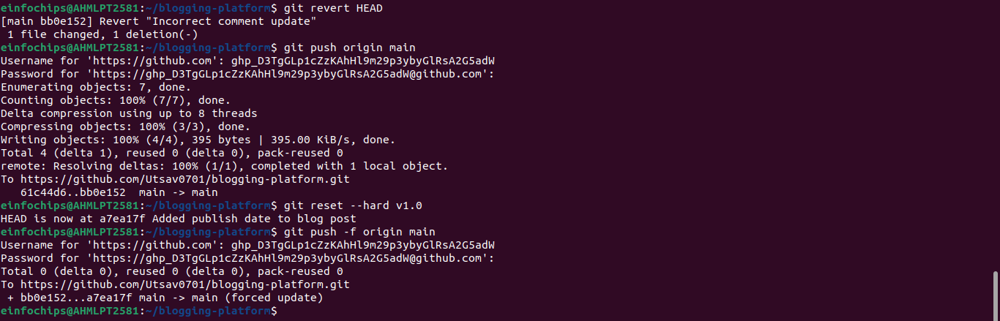 einfochips@AHMLPT2581:~/blogging-platform$ git revert HEAD
[main bb0e152] Revert "Incorrect comment update"
 1 file changed, 1 deletion(-)
einfochips@AHMLPT2581:~/blogging-platform$ git push origin main
Username for 'https://github.com': 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
Password for 'https://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@github.com':
Enumerating objects: 7, done.
Counting objects: 100% (7/7), done.
Delta compression using up to 8 threads
Compressing objects: 100% (3/3), done.
Writing objects: 100% (4/4), 395 bytes | 395.00 KiB/s, done.
Total 4 (delta 1), reused 0 (delta 0), pack-reused 0
remote: Resolving deltas: 100% (1/1), completed with 1 local object.
To https://github.com/Utsav0701/blogging-platform.git
   61c44d6..bb0e152  main -> main
einfochips@AHMLPT2581:~/blogging-platform$ git reset --hard v1.0
HEAD is now at a7ea17f Added publish date to blog post
einfochips@AHMLPT2581:~/blogging-platform$ git push -f origin main
Username for 'https://github.com': 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
Password for 'https://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@github.com':
Total 0 (delta 0), reused 0 (delta 0), pack-reused 0
To https://github.com/Utsav0701/blogging-platform.git
 + bb0e152...a7ea17f main -> main (forced update)
einfochips@AHMLPT2581:~/blogging-platform$